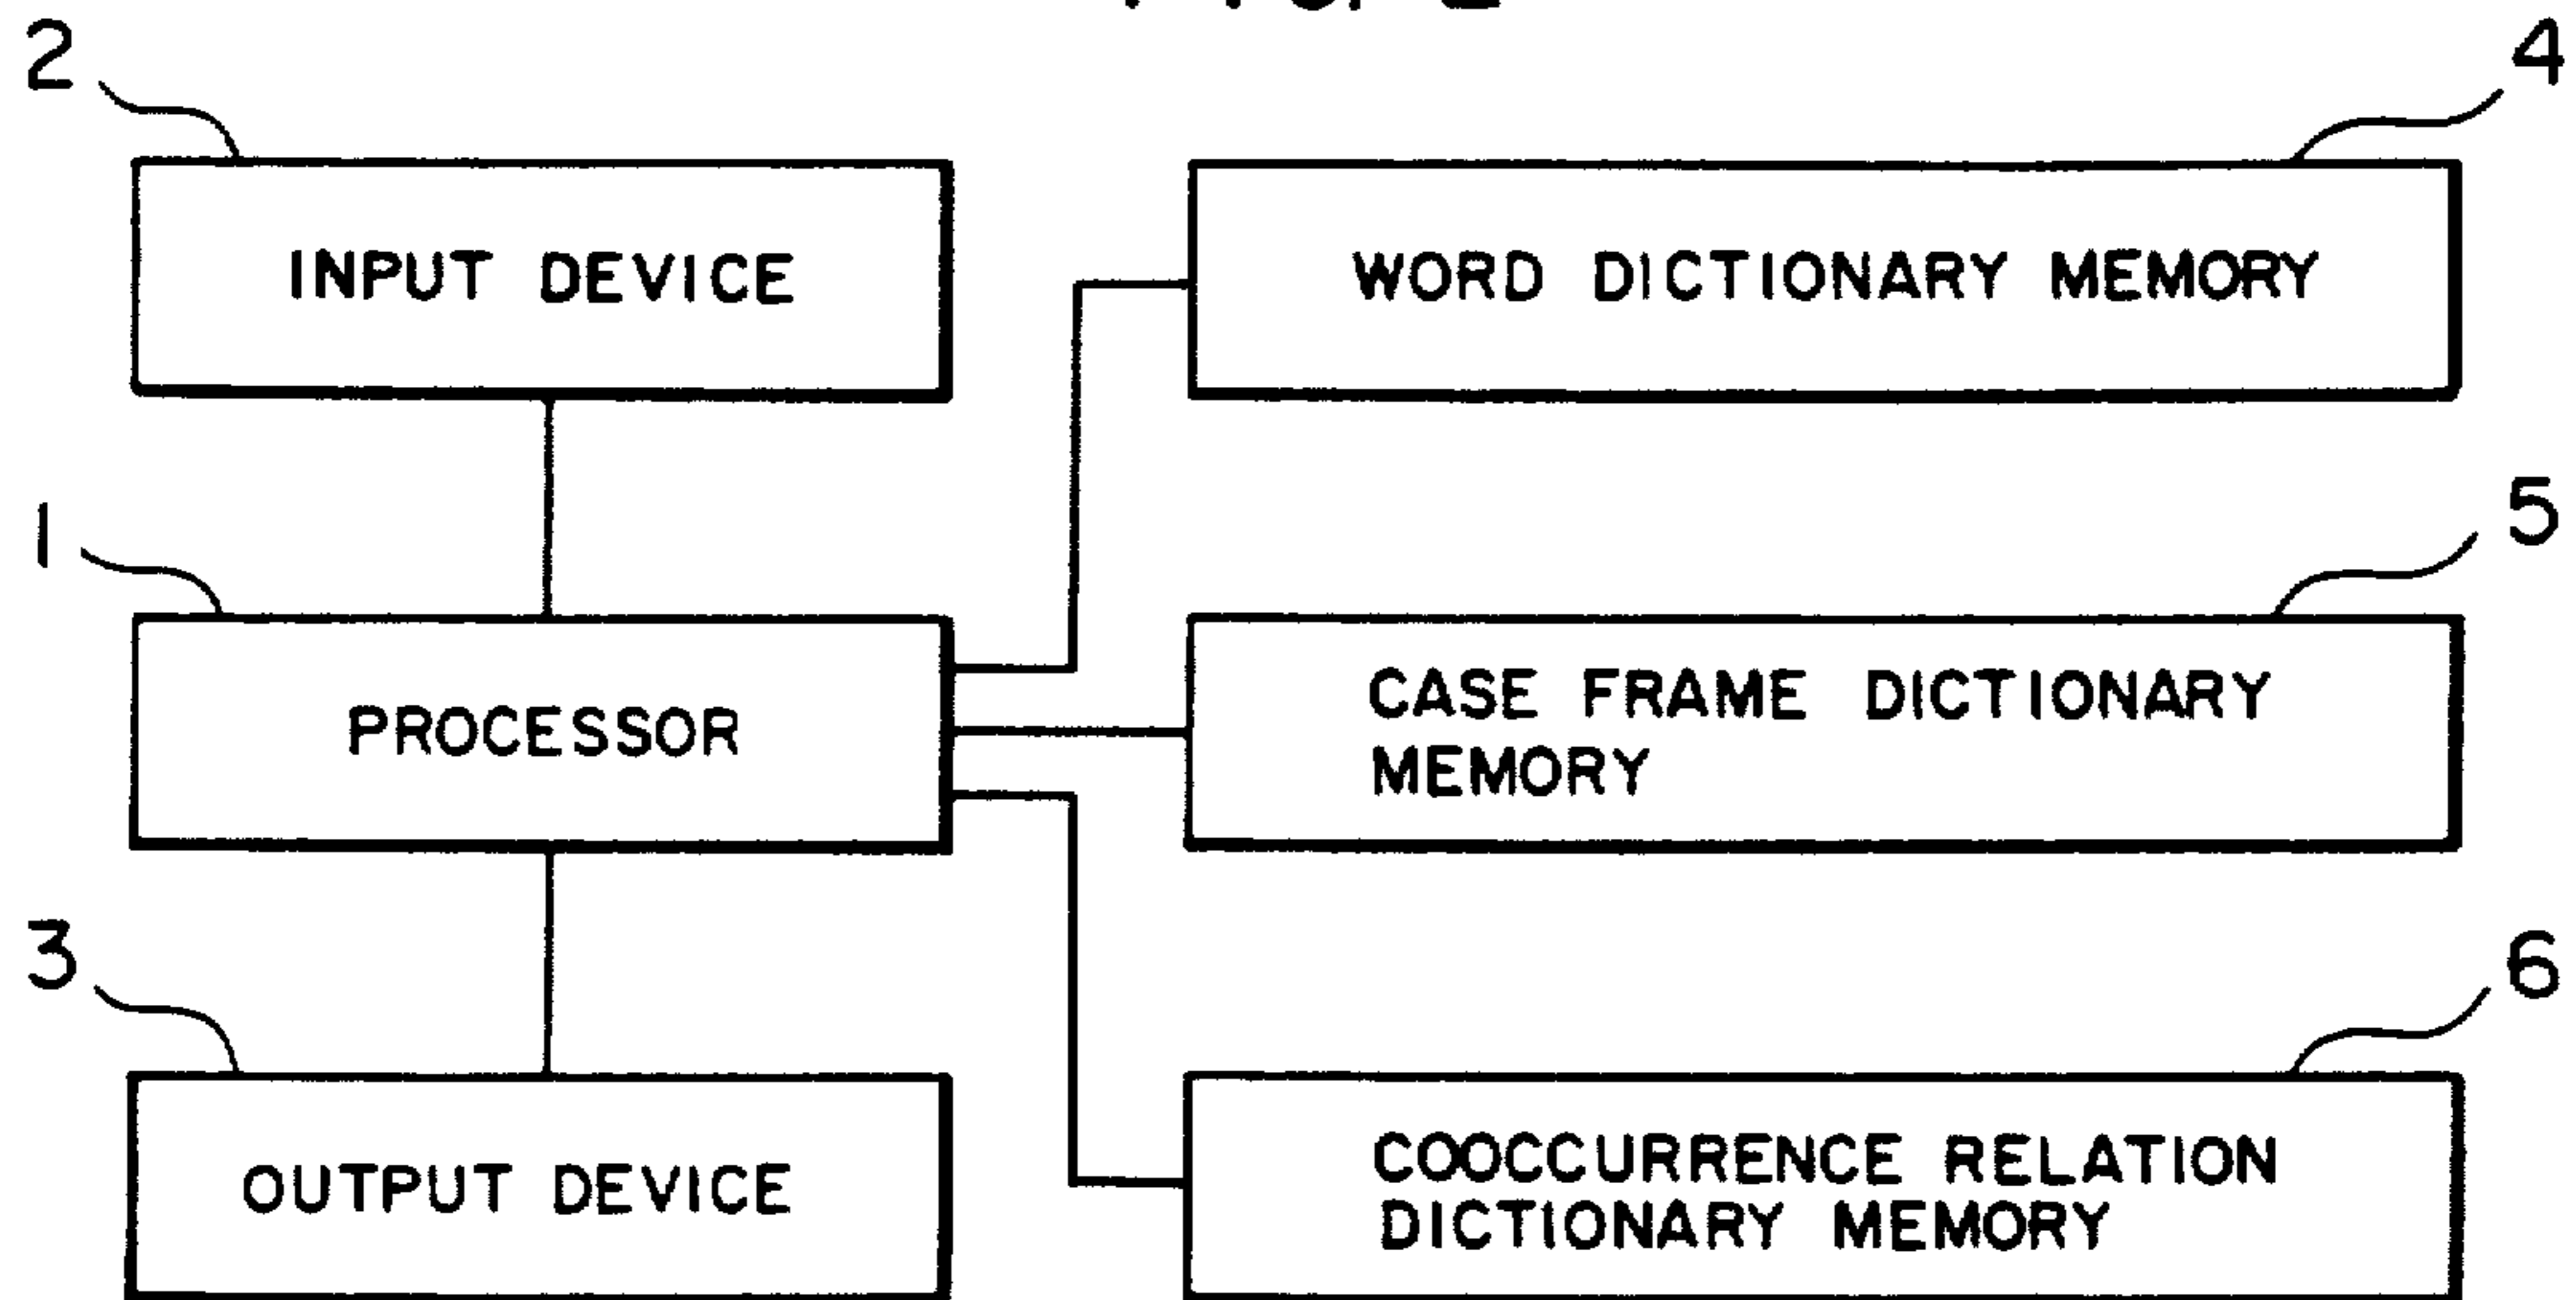 2
4
INPUT DEVICE
WORD DICTIONARY MEMORY
1
5
PROCESSOR
CASE FRAME DICTIONARY
MEMORY
3
6
OUTPUT DEVICE
COOCCURRENCE RELATION
DICTIONARY MEMORY